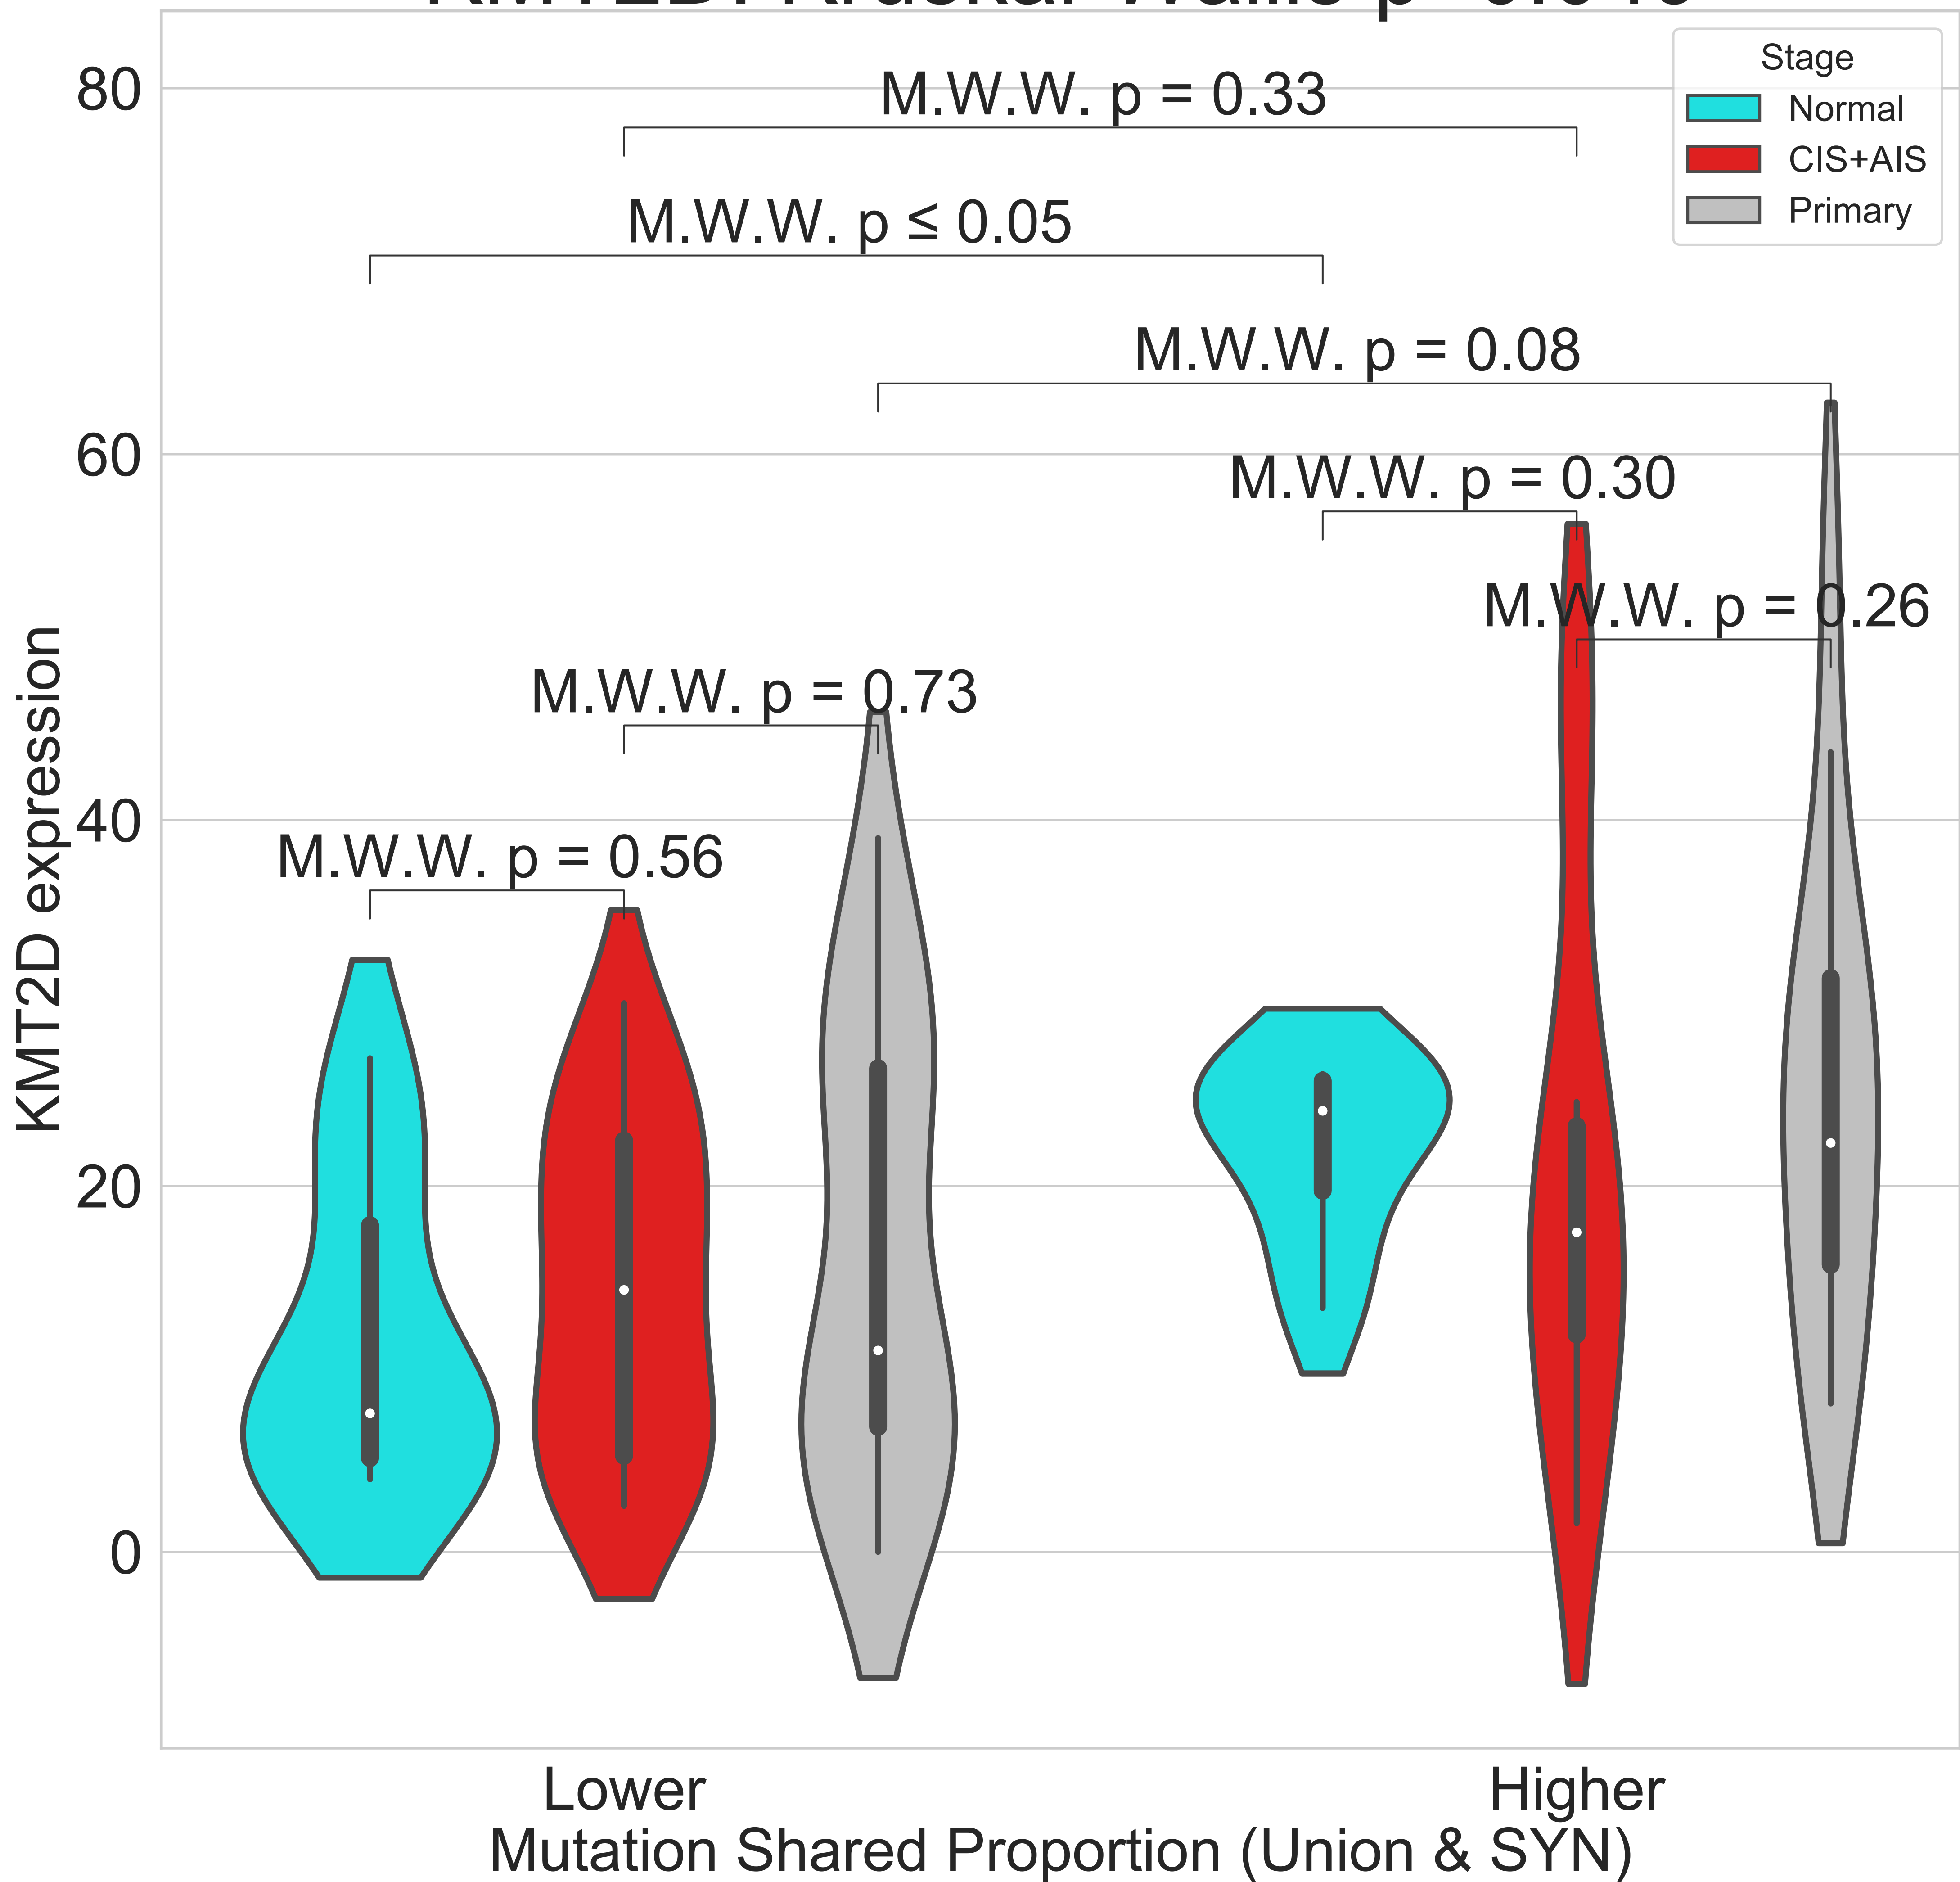 80
M.W.W. p = 0.33
Stage
Normal
CIS+AIS
Primary
M.W.W. p ≤ 0.05
M.W.W. p = 0.08
60
M.W.W. p = 0.30
M.W.W. p = 0.26
M.W.W. p = 0.73
40
M.W.W. p = 0.56
KMT2D expression
20
0
Lower
Higher
Mutation Shared Proportion (Union & SYN)